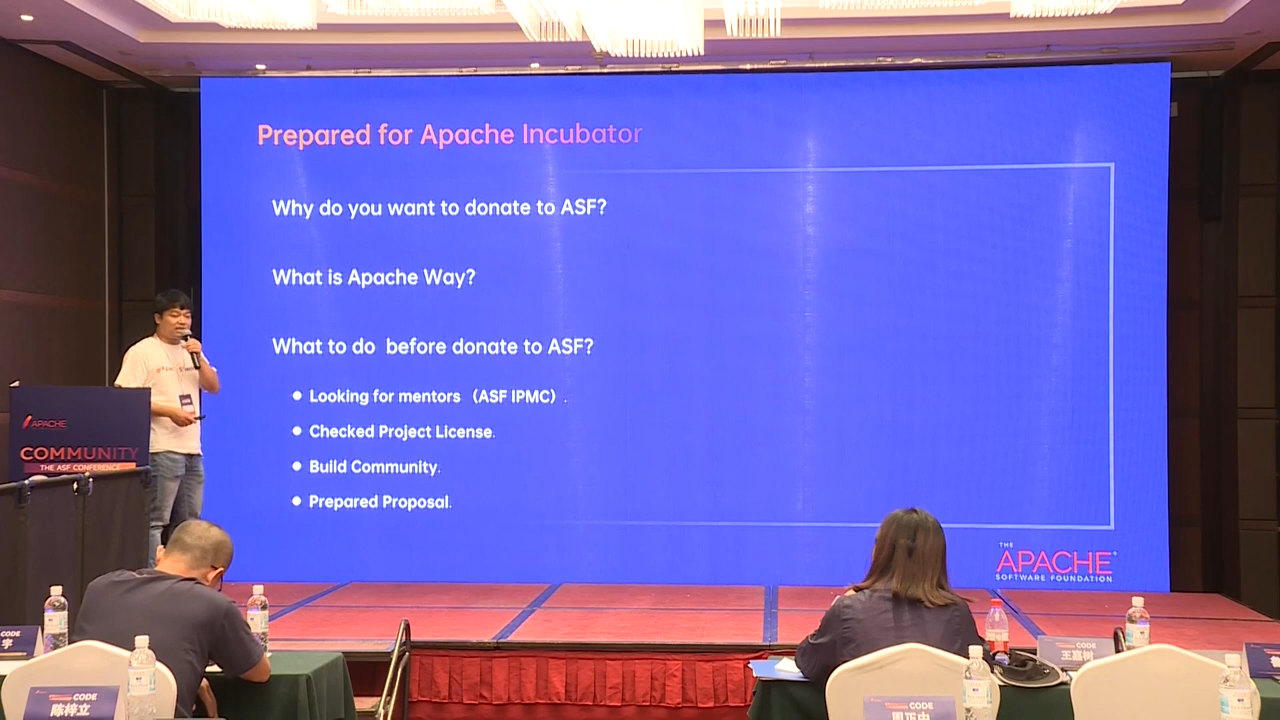 Prepared for Apache Incubator
Why do you want to donate to ASF?
What is Apache Way?
What to do before donate to ASF?
● Looking for mentors （ASF IPMC）.
● Checked Project License.
● Build Community.
● Prepared Proposal.
THE
APACHE
SOFTWARE FOUNDATION
APACHE
COMMUNITY
THE ASF CONFERENCE
CODE
宇
CODE
陈梓立
CODE
王嘉树